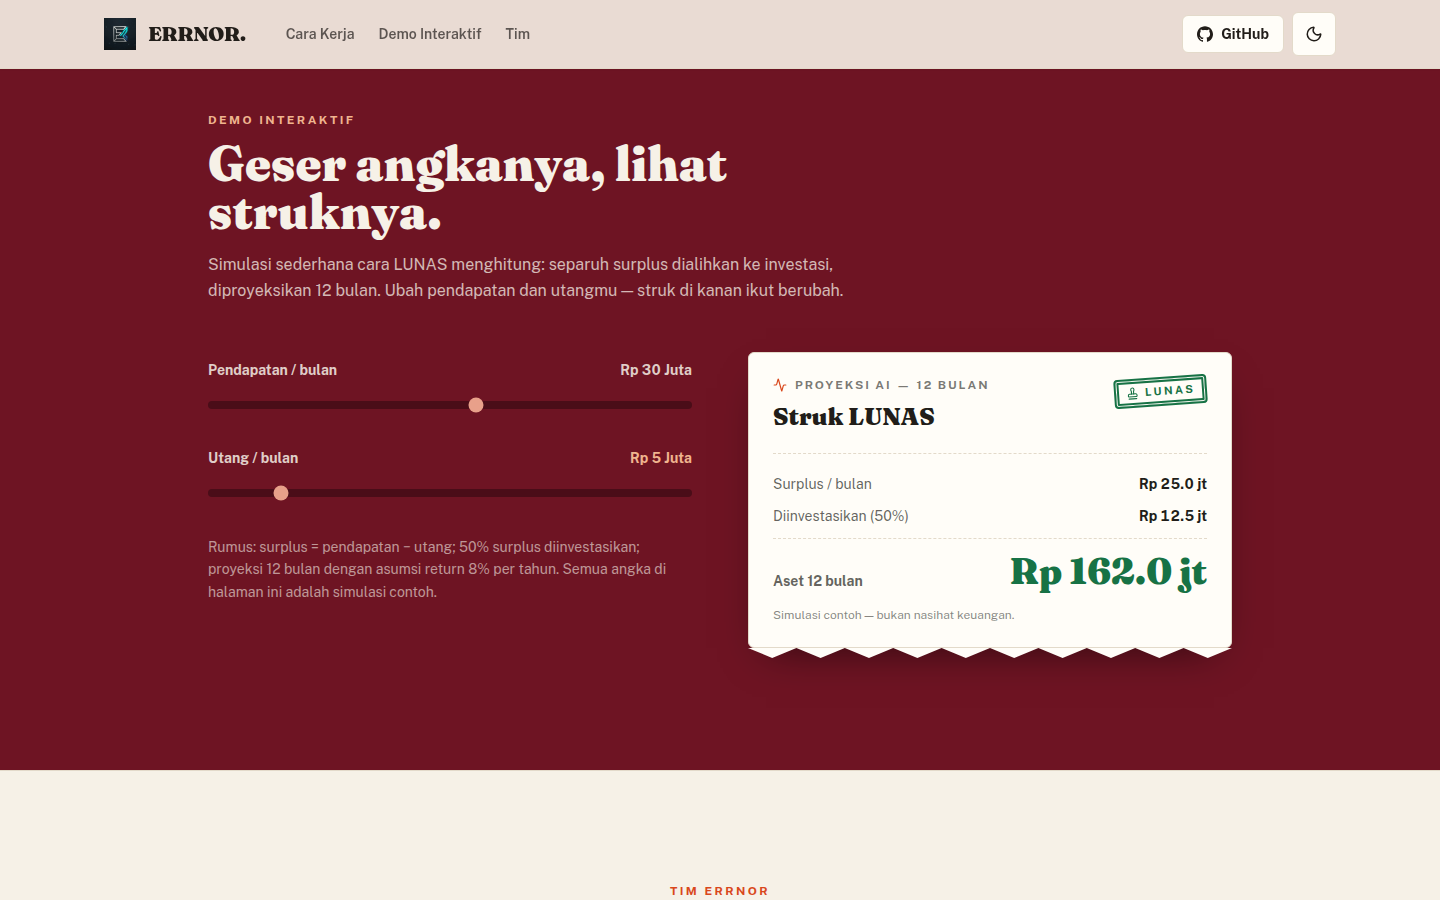 ERRNOR.
Cara Kerja
Demo Interaktif
Tim
GitHub
DEMO INTERAKTIF
Geser angkanya, lihat
struknya.
Simulasi sederhana cara LUNAS menghitung: separuh surplus dialihkan ke investasi,
diproyeksikan 12 bulan. Ubah pendapatan dan utangmu — struk di kanan ikut berubah.
Pendapatan / bulan
Rp 30 Juta
Utang / bulan
Rp 5 Juta
Rumus: surplus = pendapatan − utang; 50% surplus diinvestasikan;
proyeksi 12 bulan dengan asumsi return 8% per tahun. Semua angka di
halaman ini adalah simulasi contoh.
PROYEKSI AI — 12 BULAN
LUNAS
Struk LUNAS
Surplus / bulan
Rp 25.0 jt
Diinvestasikan (50%)
Rp 12.5 jt
Aset 12 bulan
Rp 162.0 jt
Simulasi contoh — bukan nasihat keuangan.
TIM ERRNOR